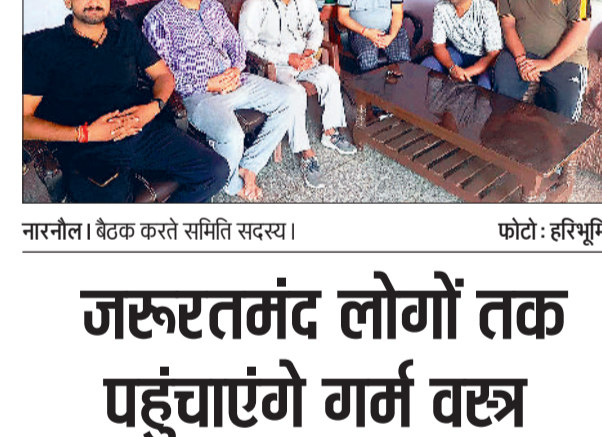 नारनौल। बैठक करते समिति सदस्य। फोटो : हरिभूमि
जरूरतमंद लोगों तक
पहुंचाएंगे गर्म वस्त्र